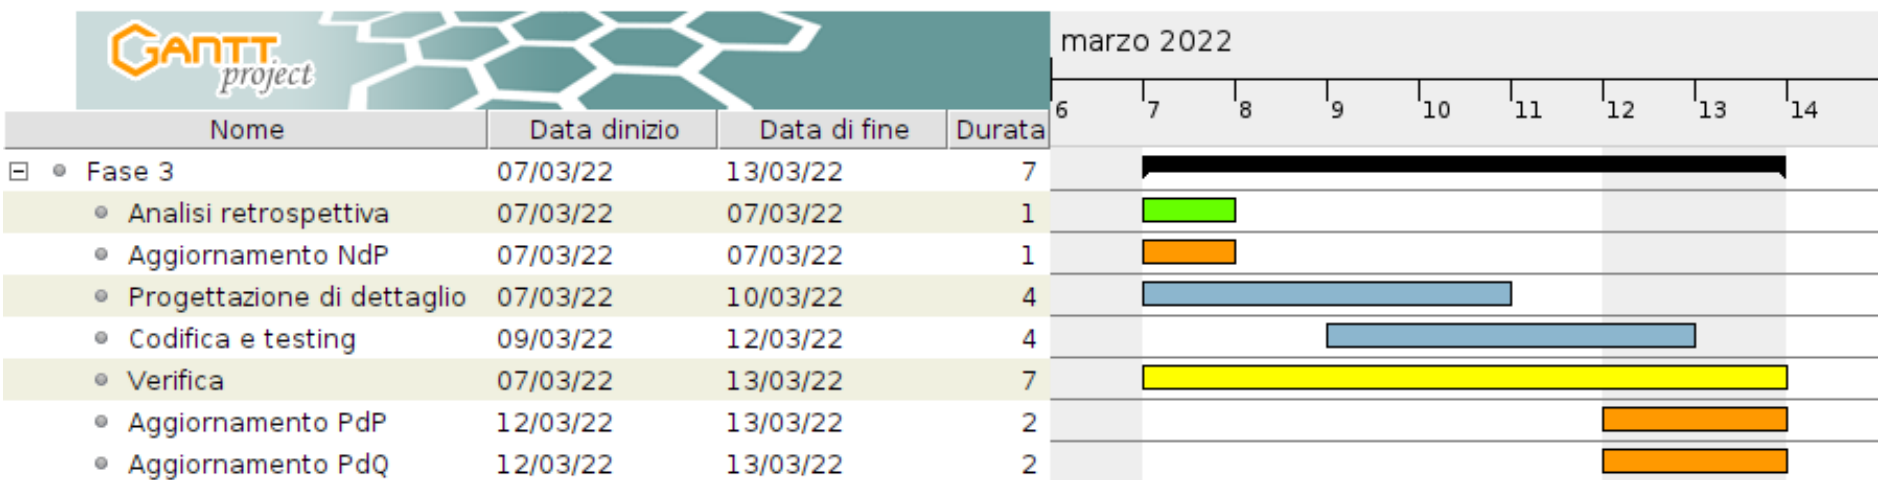 GANTT
project
marzo 2022
6 7 8 9 10 11 12 13 14
Nome Data dinizio Data di fine Durata
Fase 3 07/03/22 13/03/22 7
Analisi retrospettiva 07/03/22 07/03/22 1
Aggiornamento NdP 07/03/22 07/03/22 1
Progettazione di dettaglio 07/03/22 10/03/22 4
Codifica e testing 09/03/22 12/03/22 4
Verifica 07/03/22 13/03/22 7
Aggiornamento PdP 12/03/22 13/03/22 2
Aggiornamento PdQ 12/03/22 13/03/22 2